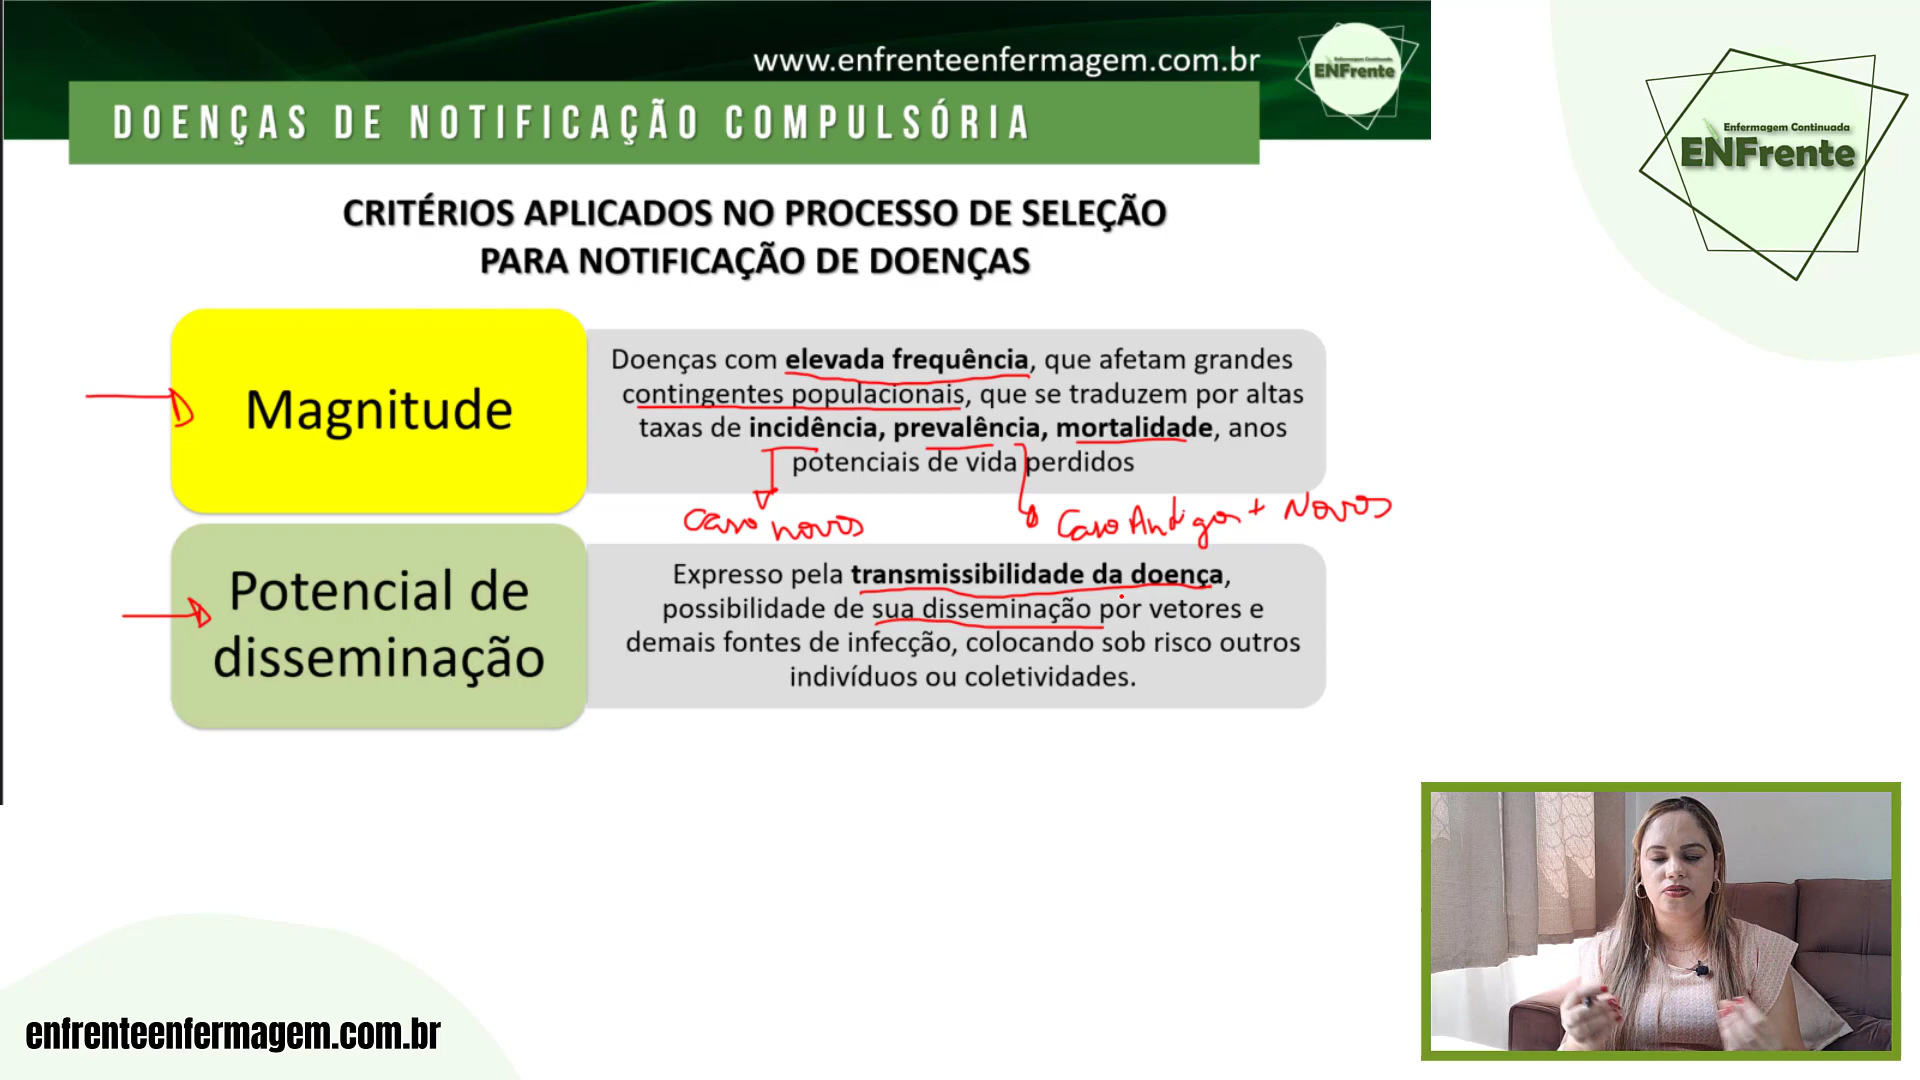 www.enfrenteenfermagem.com.br
Enfermagem Continuada
ENFrente
DOENÇAS DE NOTIFICAÇÃO COMPULSÓRIA
Enfermagem Continuada
ENFrente
CRITÉRIOS APLICADOS NO PROCESSO DE SELEÇÃO
PARA NOTIFICAÇÃO DE DOENÇAS
Magnitude
Doenças com elevada frequência, que afetam grandes
contingentes populacionais, que se traduzem por altas
taxas de incidência, prevalência, mortalidade, anos
potenciais de vida perdidos
Caso novos
Caso Antigos + Novos
Potencial de
disseminação
Expresso pela transmissibilidade da doença,
possibilidade de sua disseminação por vetores e
demais fontes de infecção, colocando sob risco outros
indivíduos ou coletividades.
enfrenteenfermagem.com.br